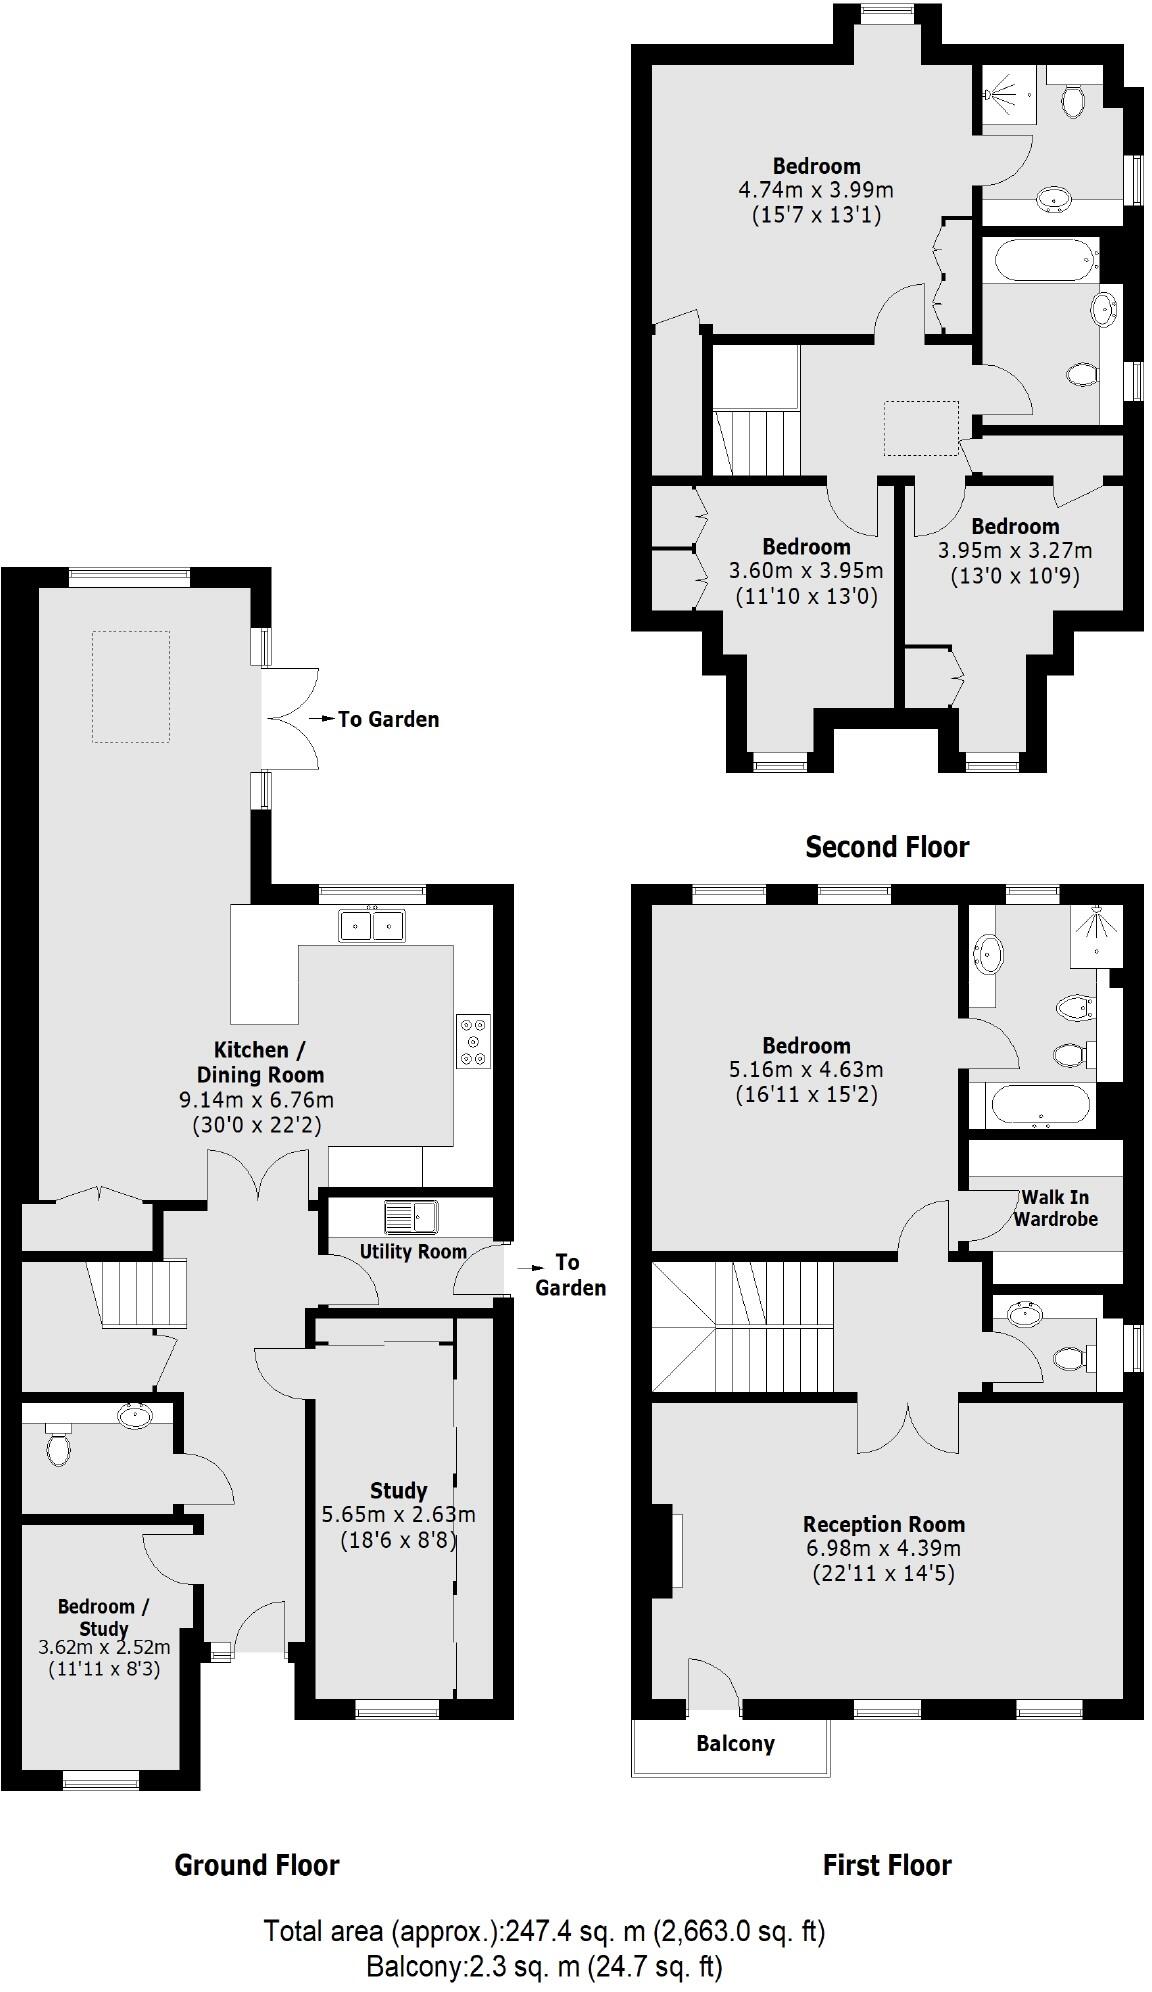 Bedroom
4.74m x 3.99m
(15'7 x 13'1)
Bedroom
3.60m x 3.95m
(11'10 x 13'0)
Bedroom
3.95m x 3.27m
(13'0 x 10'9)
Second Floor
To Garden
Kitchen /
Dining Room
9.14m x 6.76m
(30'0 x 22'2)
Utility Room
To
Garden
Study
5.65m x 2.63m
(18'6 x 8'8)
Bedroom /
Study
3.62m x 2.52m
(11'11 x 8'3)
Ground Floor
Bedroom
5.16m x 4.63m
(16'11 x 15'2)
Walk In
Wardrobe
Reception Room
6.98m x 4.39m
(22'11 x 14'5)
Balcony
First Floor
Total area (approx.):247.4 sq. m (2,663.0 sq. ft)
Balcony:2.3 sq. m (24.7 sq. ft)